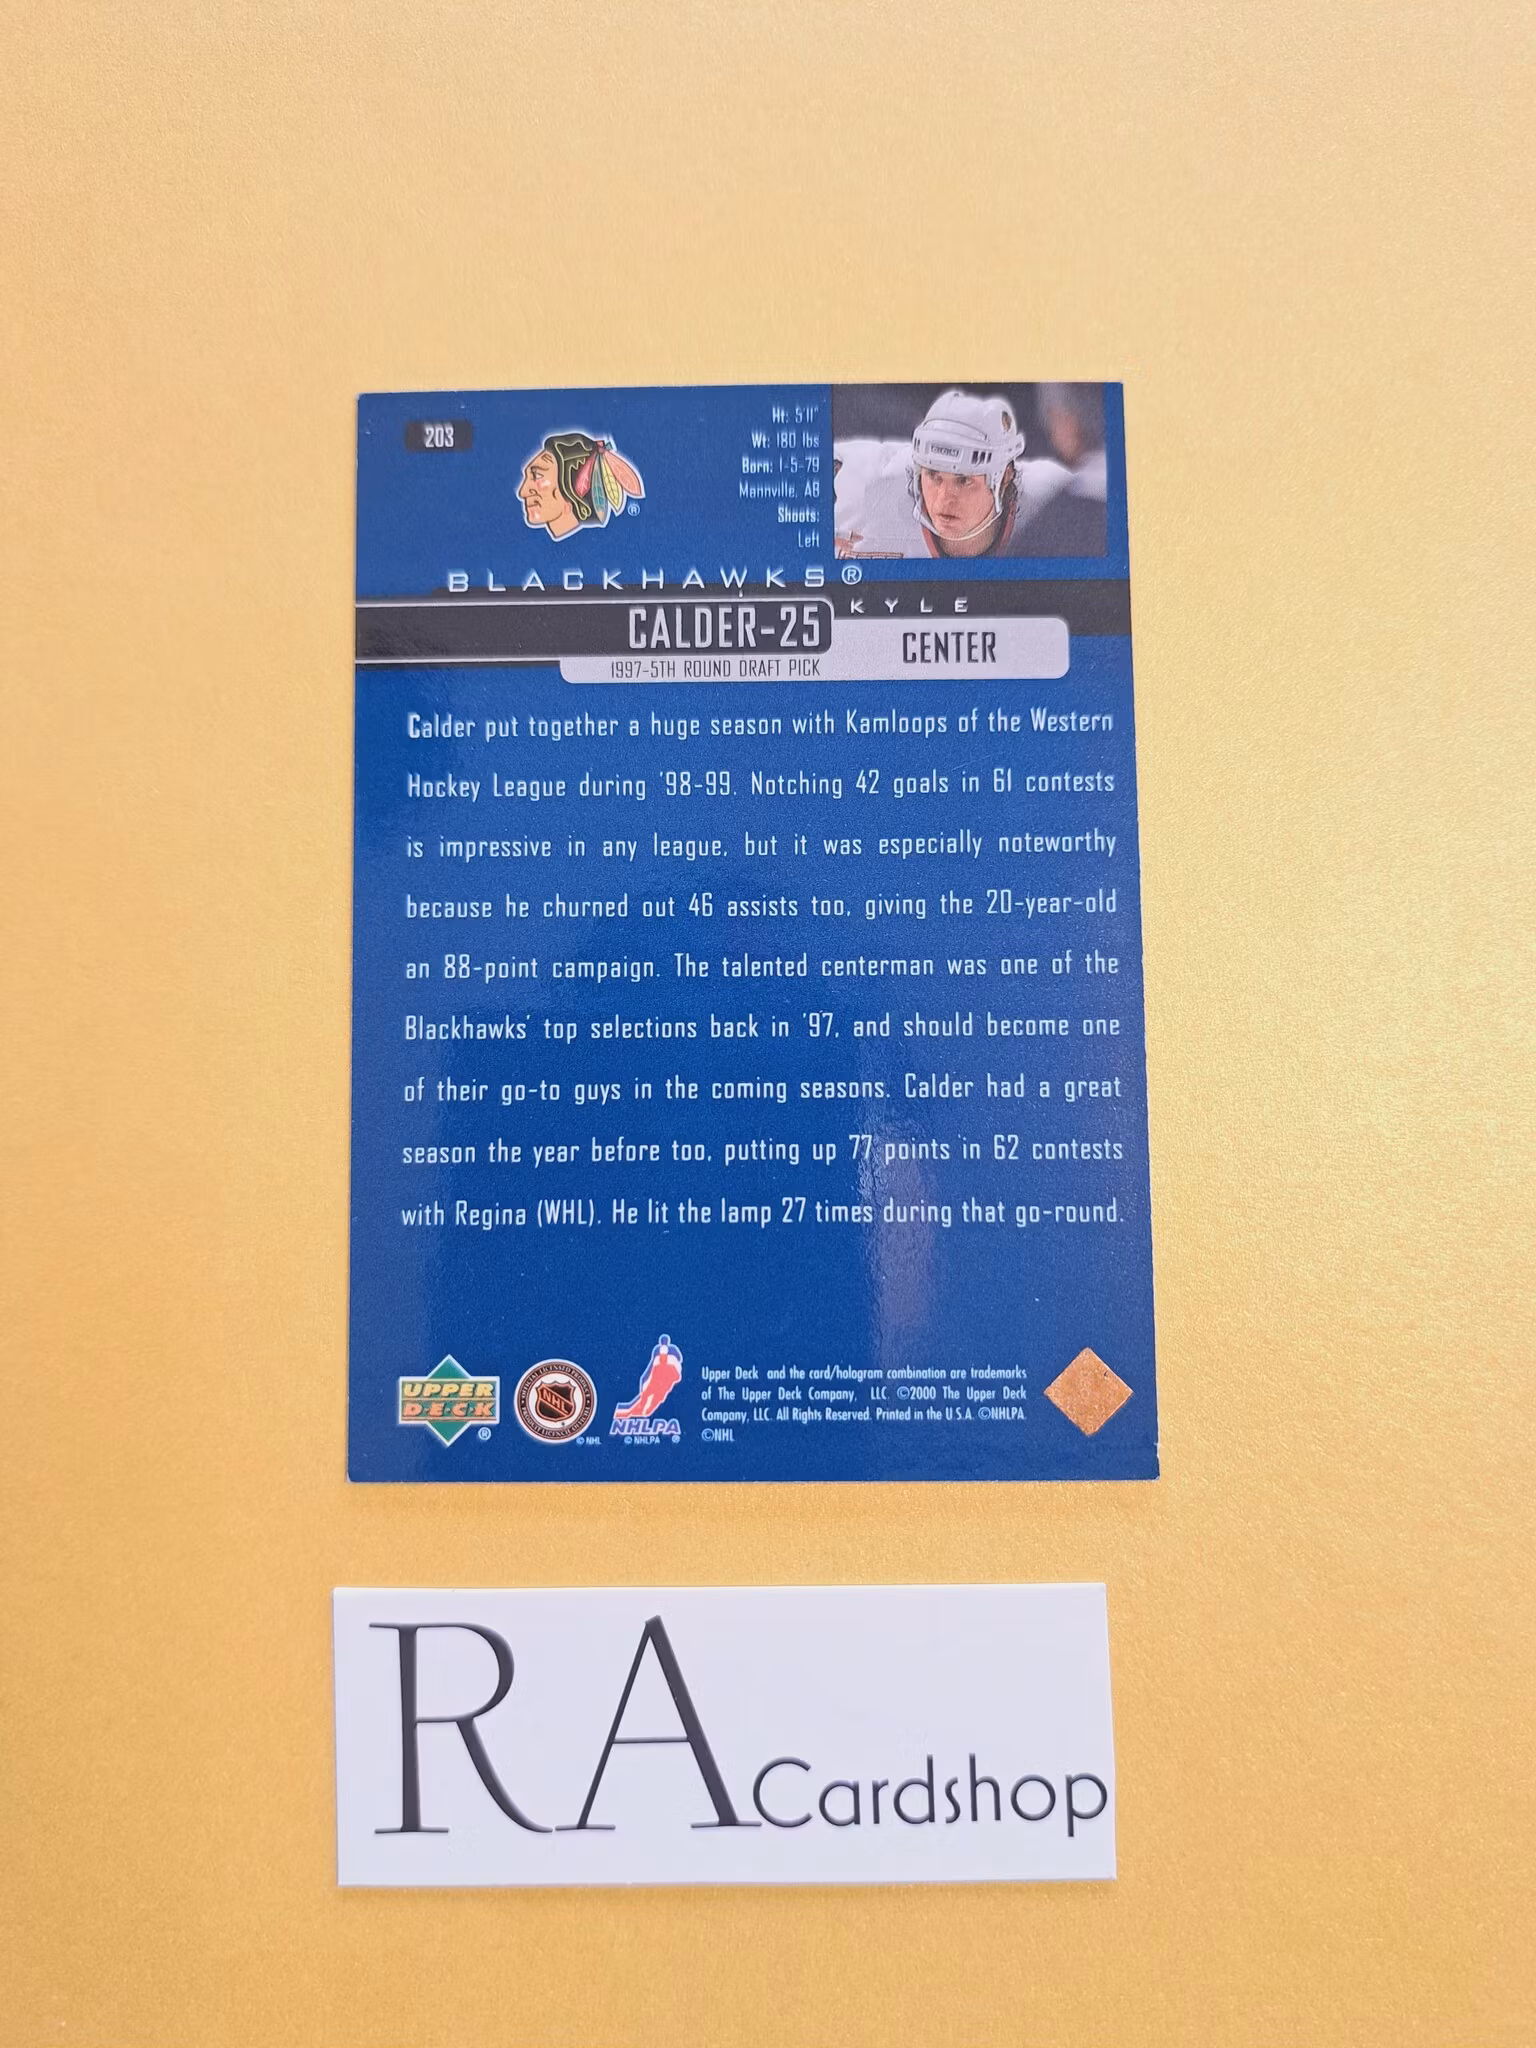 203
Ht: 5'11"
Wt: 180 lbs
Born: 1-5-79
Mannville, AB
Shoots:
Left
BLACKHAWKS®
KYLE
CALDER-25
CENTER
1997-5TH ROUND DRAFT PICK
Calder put together a huge season with Kamloops of the Western
Hockey League during '98-99. Notching 42 goals in 61 contests
is impressive in any league, but it was especially noteworthy
because he churned out 46 assists too, giving the 20-year-old
an 88-point campaign. The talented centerman was one of the
Blackhawks' top selections back in '97, and should become one
of their go-to guys in the coming seasons. Calder had a great
season the year before too, putting up 77 points in 62 contests
with Regina (WHL). He lit the lamp 27 times during that go-round.
UPPER
DECK
®
NHL
© NHL
NHLPA
© NHLPA ®
Upper Deck and the card/hologram combination are trademarks
of The Upper Deck Company, LLC. ©2000 The Upper Deck
Company, LLC. All Rights Reserved. Printed in the U.S.A. ©NHLPA.
©NHL
RA Cardshop